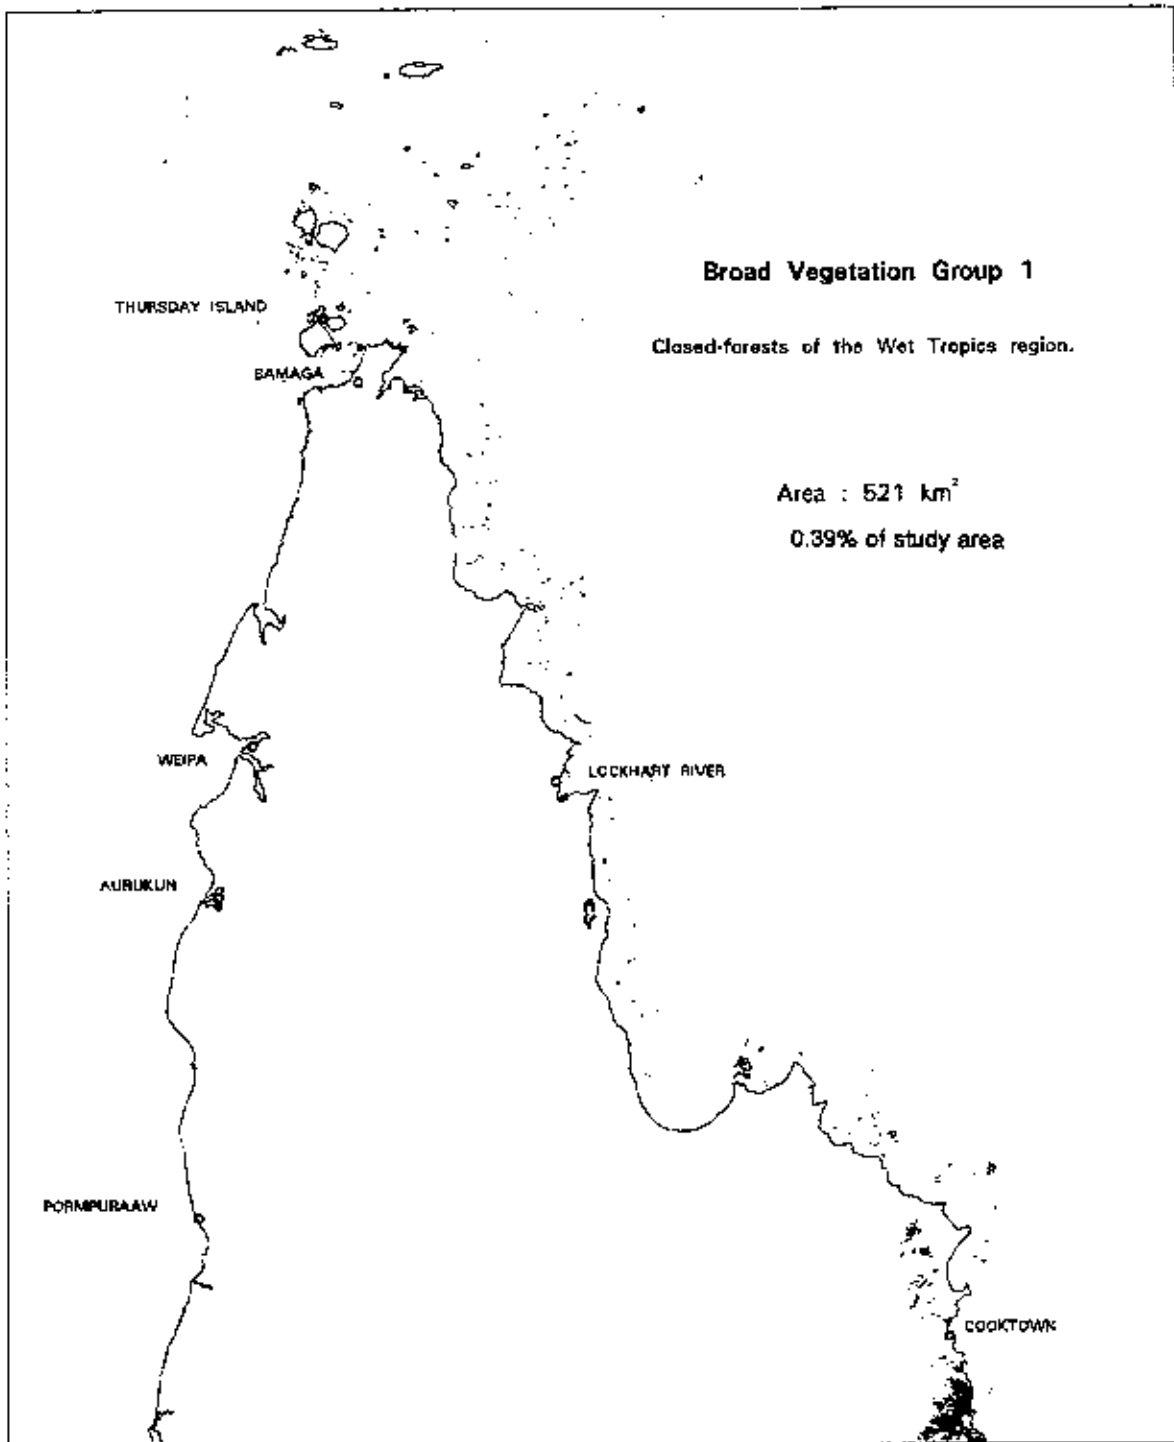 Broad Vegetation Group 1
THURSDAY ISLAND
Closed-forests of the Wet Tropics region.
BAMAGA
Area : 521 km²
0.39% of study area
WEIPA
LOCKHART RIVER
AURUKUN
PORMPURAAW
COOKTOWN